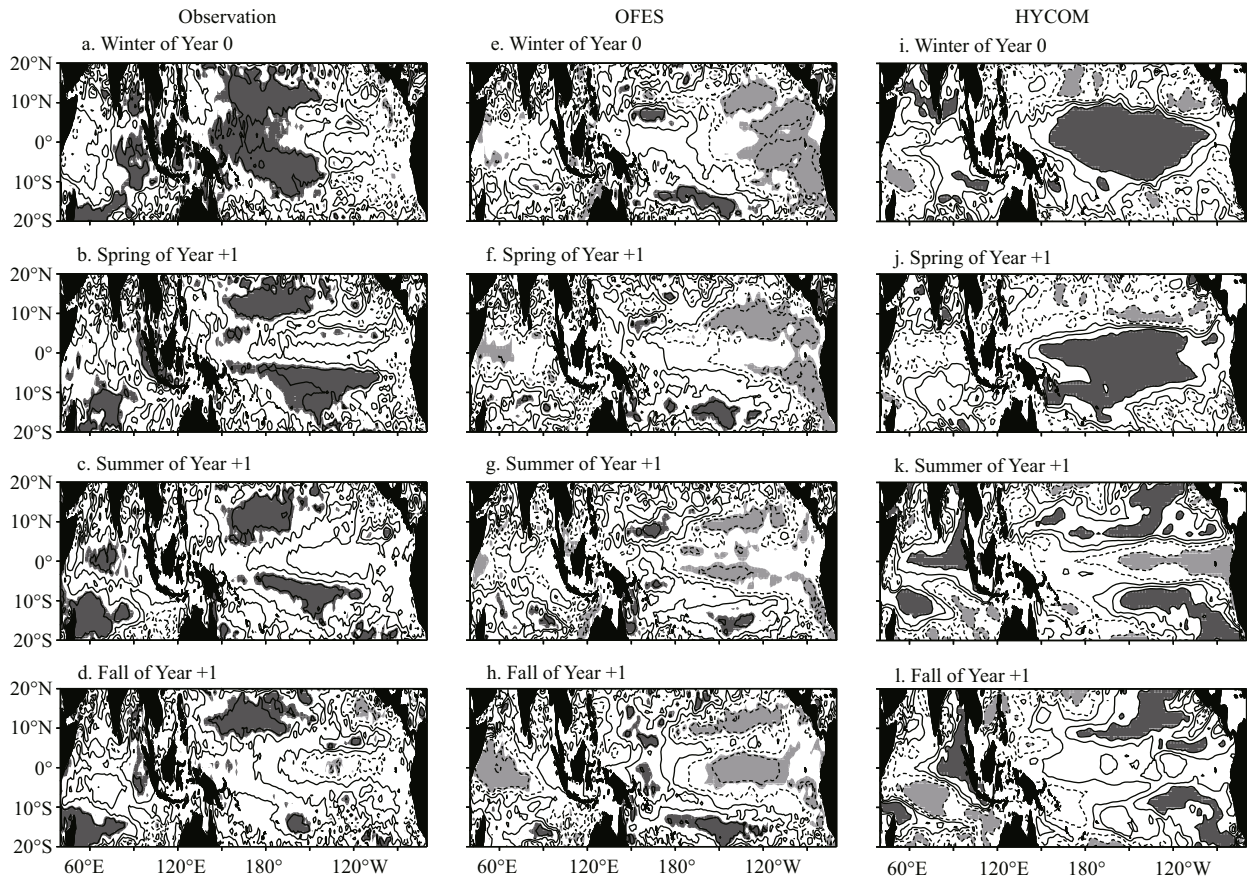 Observation
OFES
HYCOM
a. Winter of Year 0
e. Winter of Year 0
i. Winter of Year 0
20°N
10°N
0°
10°S
20°S
b. Spring of Year +1
f. Spring of Year +1
j. Spring of Year +1
20°N
10°N
0°
10°S
20°S
c. Summer of Year +1
g. Summer of Year +1
k. Summer of Year +1
20°N
10°N
0°
10°S
20°S
d. Fall of Year +1
h. Fall of Year +1
l. Fall of Year +1
20°N
10°N
0°
10°S
20°S
60°E 120°E 180° 120°W
60°E 120°E 180° 120°W
60°E 120°E 180° 120°W